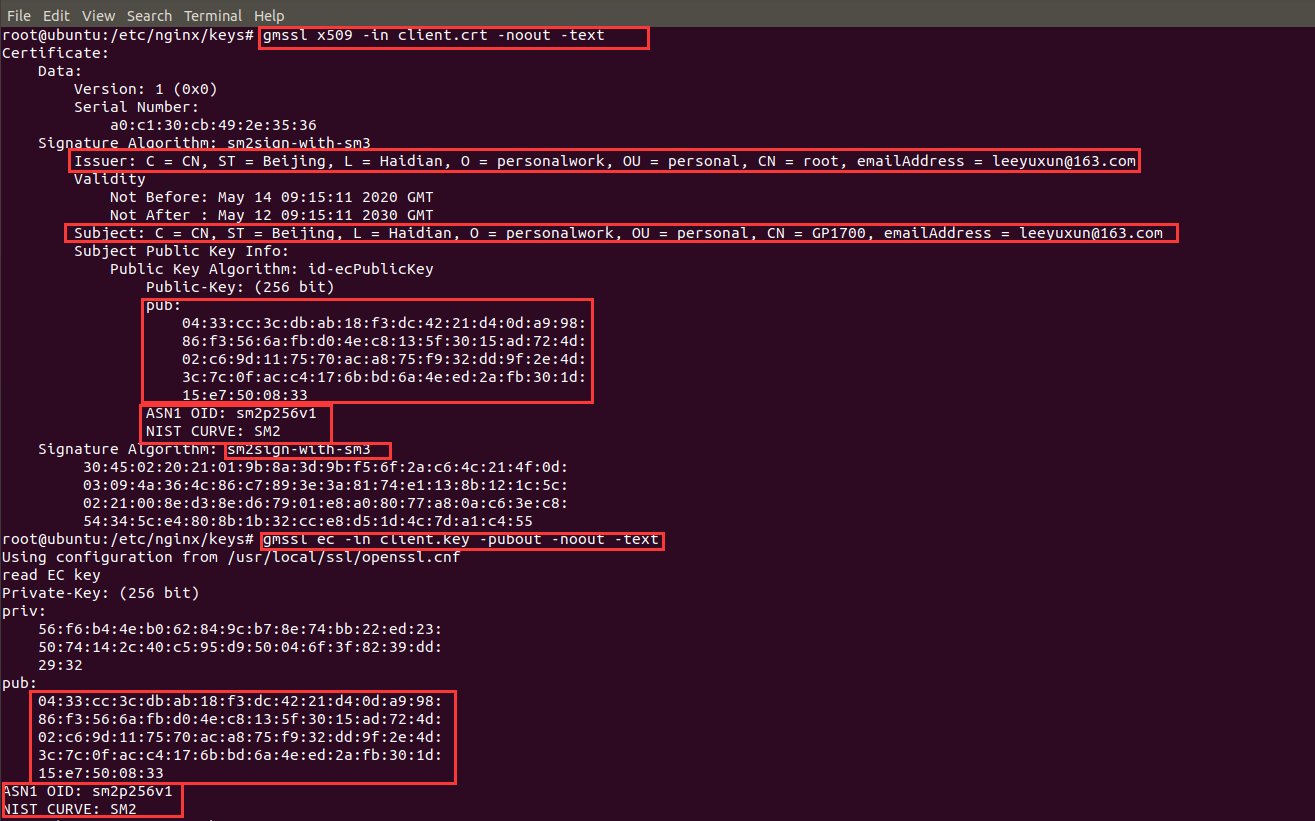 File Edit View Search Terminal Help
root@ubuntu:/etc/nginx/keys# gmssl x509 -in client.crt -noout -text
Certificate:
Data:
Version: 1 (0x0)
Serial Number:
a0:c1:30:cb:49:2e:35:36
Signature Algorithm: sm2sign-with-sm3
Issuer: C = CN, ST = Beijing, L = Haidian, O = personalwork, OU = personal, CN = root, emailAddress = leeyuxun@163.com
Validity
Not Before: May 14 09:15:11 2020 GMT
Not After : May 12 09:15:11 2030 GMT
Subject: C = CN, ST = Beijing, L = Haidian, O = personalwork, OU = personal, CN = GP1700, emailAddress = leeyuxun@163.com
Subject Public Key Info:
Public Key Algorithm: id-ecPublicKey
Public-Key: (256 bit)
pub:
04:33:cc:3c:db:ab:18:f3:dc:42:21:d4:0d:a9:98:
86:f3:56:6a:fb:d0:4e:c8:13:5f:30:15:ad:72:4d:
02:c6:9d:11:75:70:ac:a8:75:f9:32:dd:9f:2e:4d:
3c:7c:0f:ac:c4:17:6b:bd:6a:4e:ed:2a:fb:30:1d:
15:e7:50:08:33
ASN1 OID: sm2p256v1
NIST CURVE: SM2
Signature Algorithm: sm2sign-with-sm3
30:45:02:20:21:01:9b:8a:3d:9b:f5:6f:2a:c6:4c:21:4f:0d:
03:09:4a:36:4c:86:c7:89:3e:3a:81:74:e1:13:8b:12:1c:5c:
02:21:00:8e:d3:8e:d6:79:01:e8:a0:80:77:a8:0a:c6:3e:c8:
54:34:5c:e4:80:8b:1b:32:cc:e8:d5:1d:4c:7d:a1:c4:55
root@ubuntu:/etc/nginx/keys# gmssl ec -in client.key -pubout -noout -text
Using configuration from /usr/local/ssl/openssl.cnf
read EC key
Private-Key: (256 bit)
priv:
56:f6:b4:4e:b0:62:84:9c:b7:8e:74:bb:22:ed:23:
50:74:14:2c:40:c5:95:d9:50:04:6f:3f:82:39:dd:
29:32
pub:
04:33:cc:3c:db:ab:18:f3:dc:42:21:d4:0d:a9:98:
86:f3:56:6a:fb:d0:4e:c8:13:5f:30:15:ad:72:4d:
02:c6:9d:11:75:70:ac:a8:75:f9:32:dd:9f:2e:4d:
3c:7c:0f:ac:c4:17:6b:bd:6a:4e:ed:2a:fb:30:1d:
15:e7:50:08:33
ASN1 OID: sm2p256v1
NIST CURVE: SM2